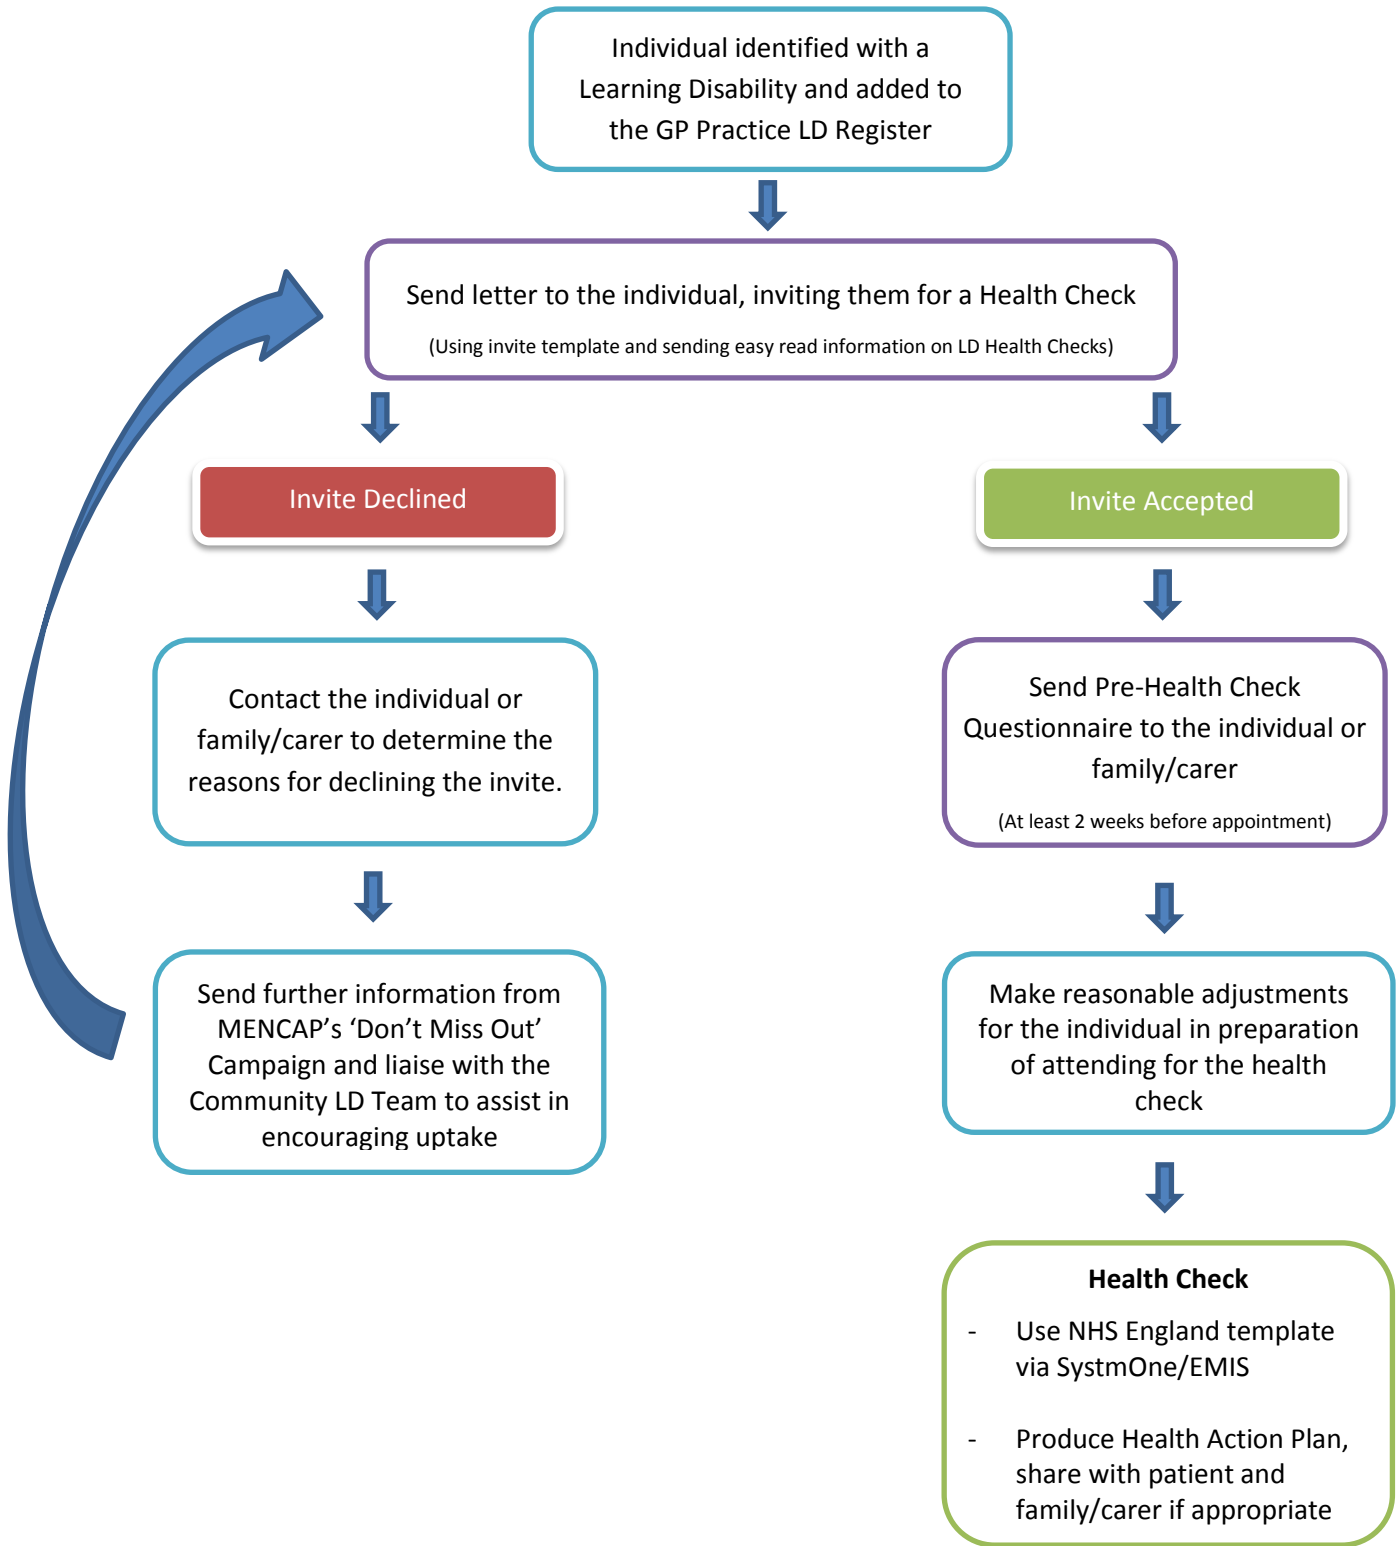 Individual identified with a
Learning Disability and added to
the GP Practice LD Register
Send letter to the individual, inviting them for a Health Check
(Using invite template and sending easy read information on LD Health Checks)
Invite Declined
Invite Accepted
Contact the individual or
family/carer to determine the
reasons for declining the invite.
Send Pre-Health Check
Questionnaire to the individual or
family/carer
(At least 2 weeks before appointment)
Send further information from
MENCAP’s ‘Don’t Miss Out’
Campaign and liaise with the
Community LD Team to assist in
encouraging uptake
Make reasonable adjustments
for the individual in preparation
of attending for the health
check
Health Check
- Use NHS England template
via SystmOne/EMIS
- Produce Health Action Plan,
share with patient and
family/carer if appropriate